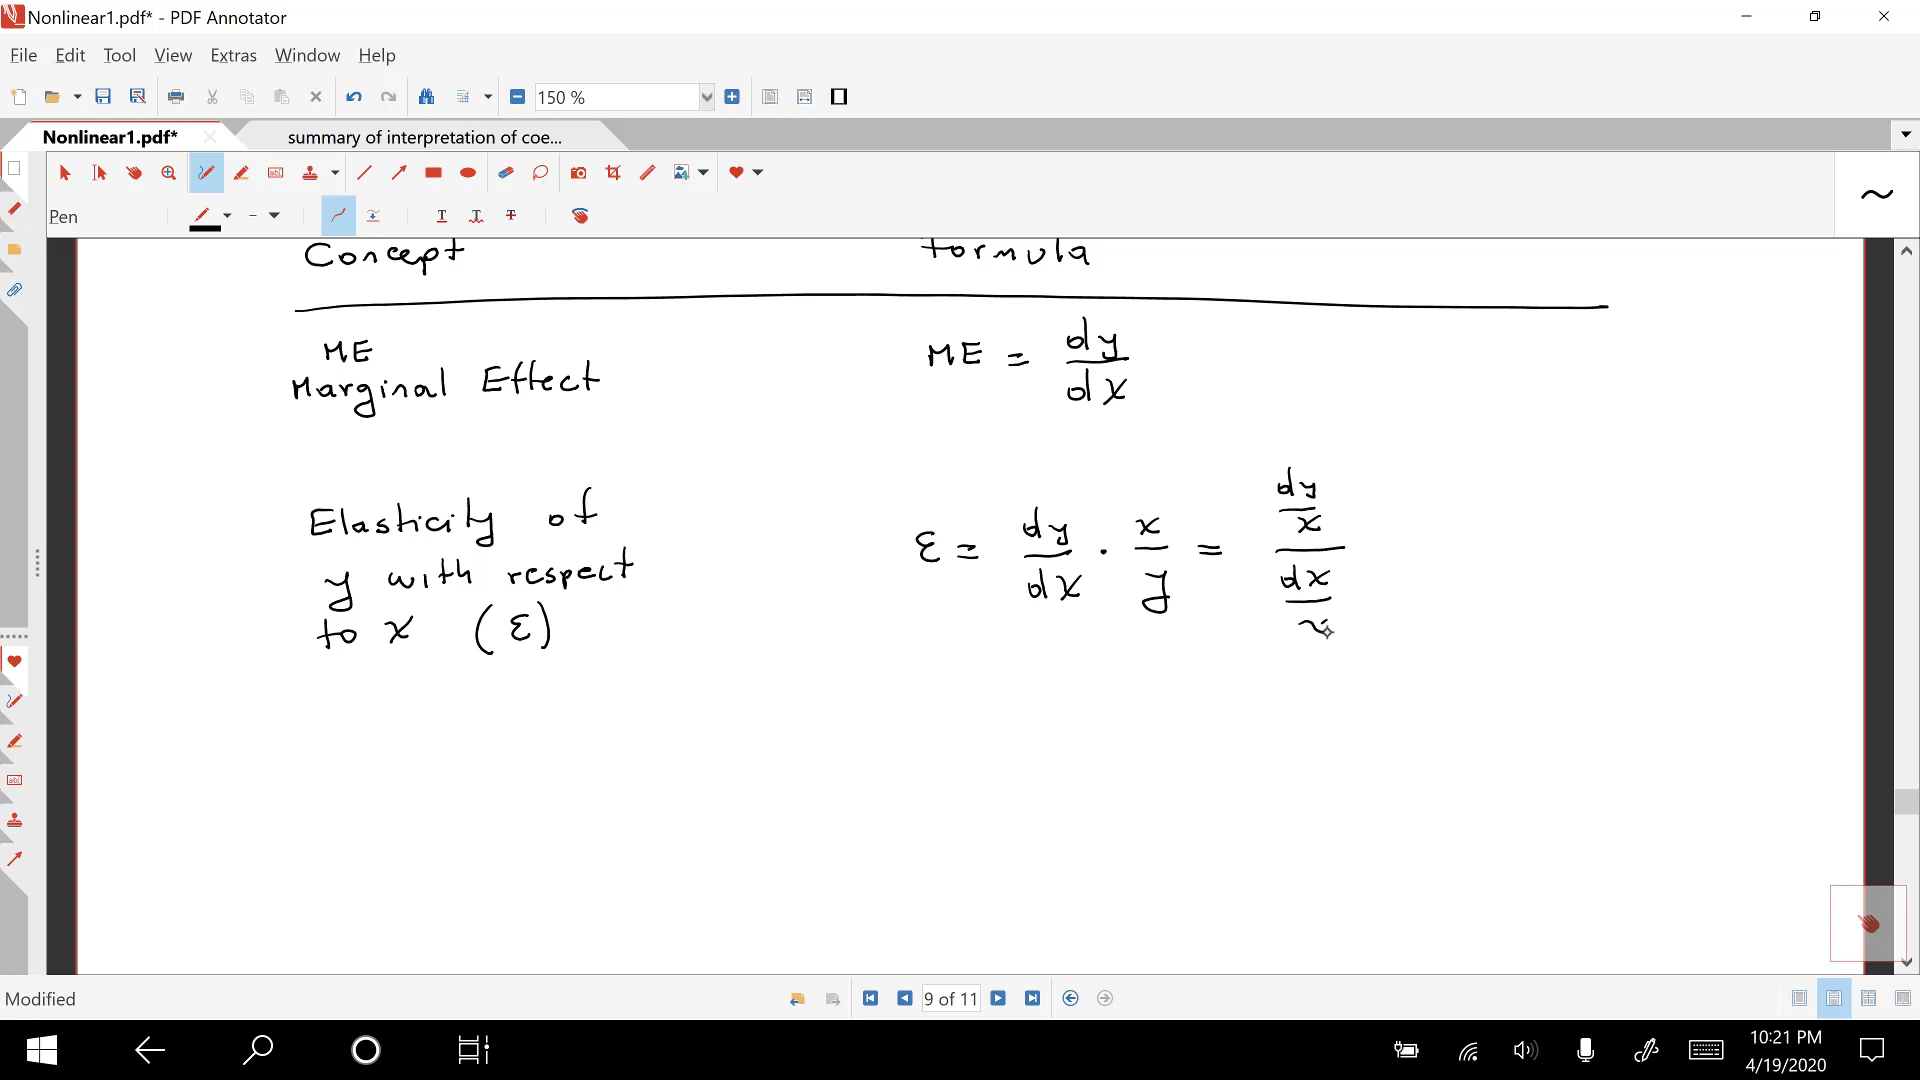 Nonlinear1.pdf* - PDF Annotator
File Edit Tool View Extras Window Help
150 %
Nonlinear1.pdf* summary of interpretation of coe...
Pen
Concept formula
ME
Marginal Effect
ME = dy/dx
Elasticity of
y with respect
to x (ε)
ε = dy/dx · x/y = dy/x / dx/x
Modified
9 of 11
10:21 PM
4/19/2020